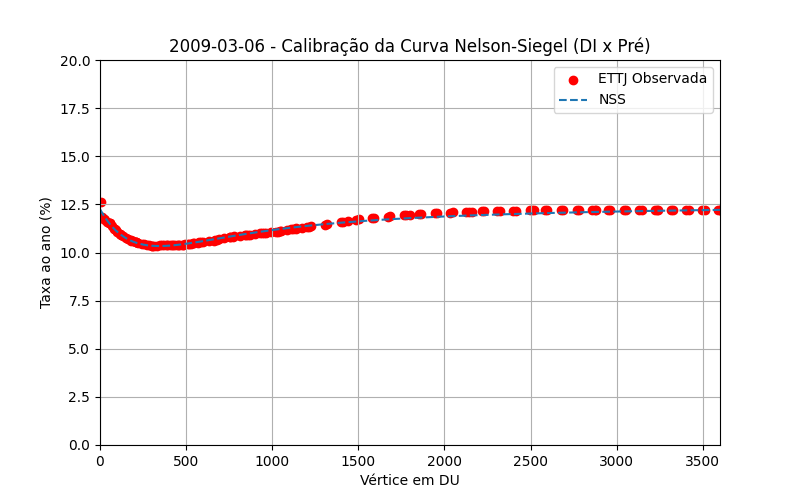 2009-03-06 - Calibração da Curva Nelson-Siegel (DI x Pré)
ETTJ Observada
NSS
Taxa ao ano (%)
20.0
17.5
15.0
12.5
10.0
7.5
5.0
2.5
0.0
0 500 1000 1500 2000 2500 3000 3500
Vértice em DU